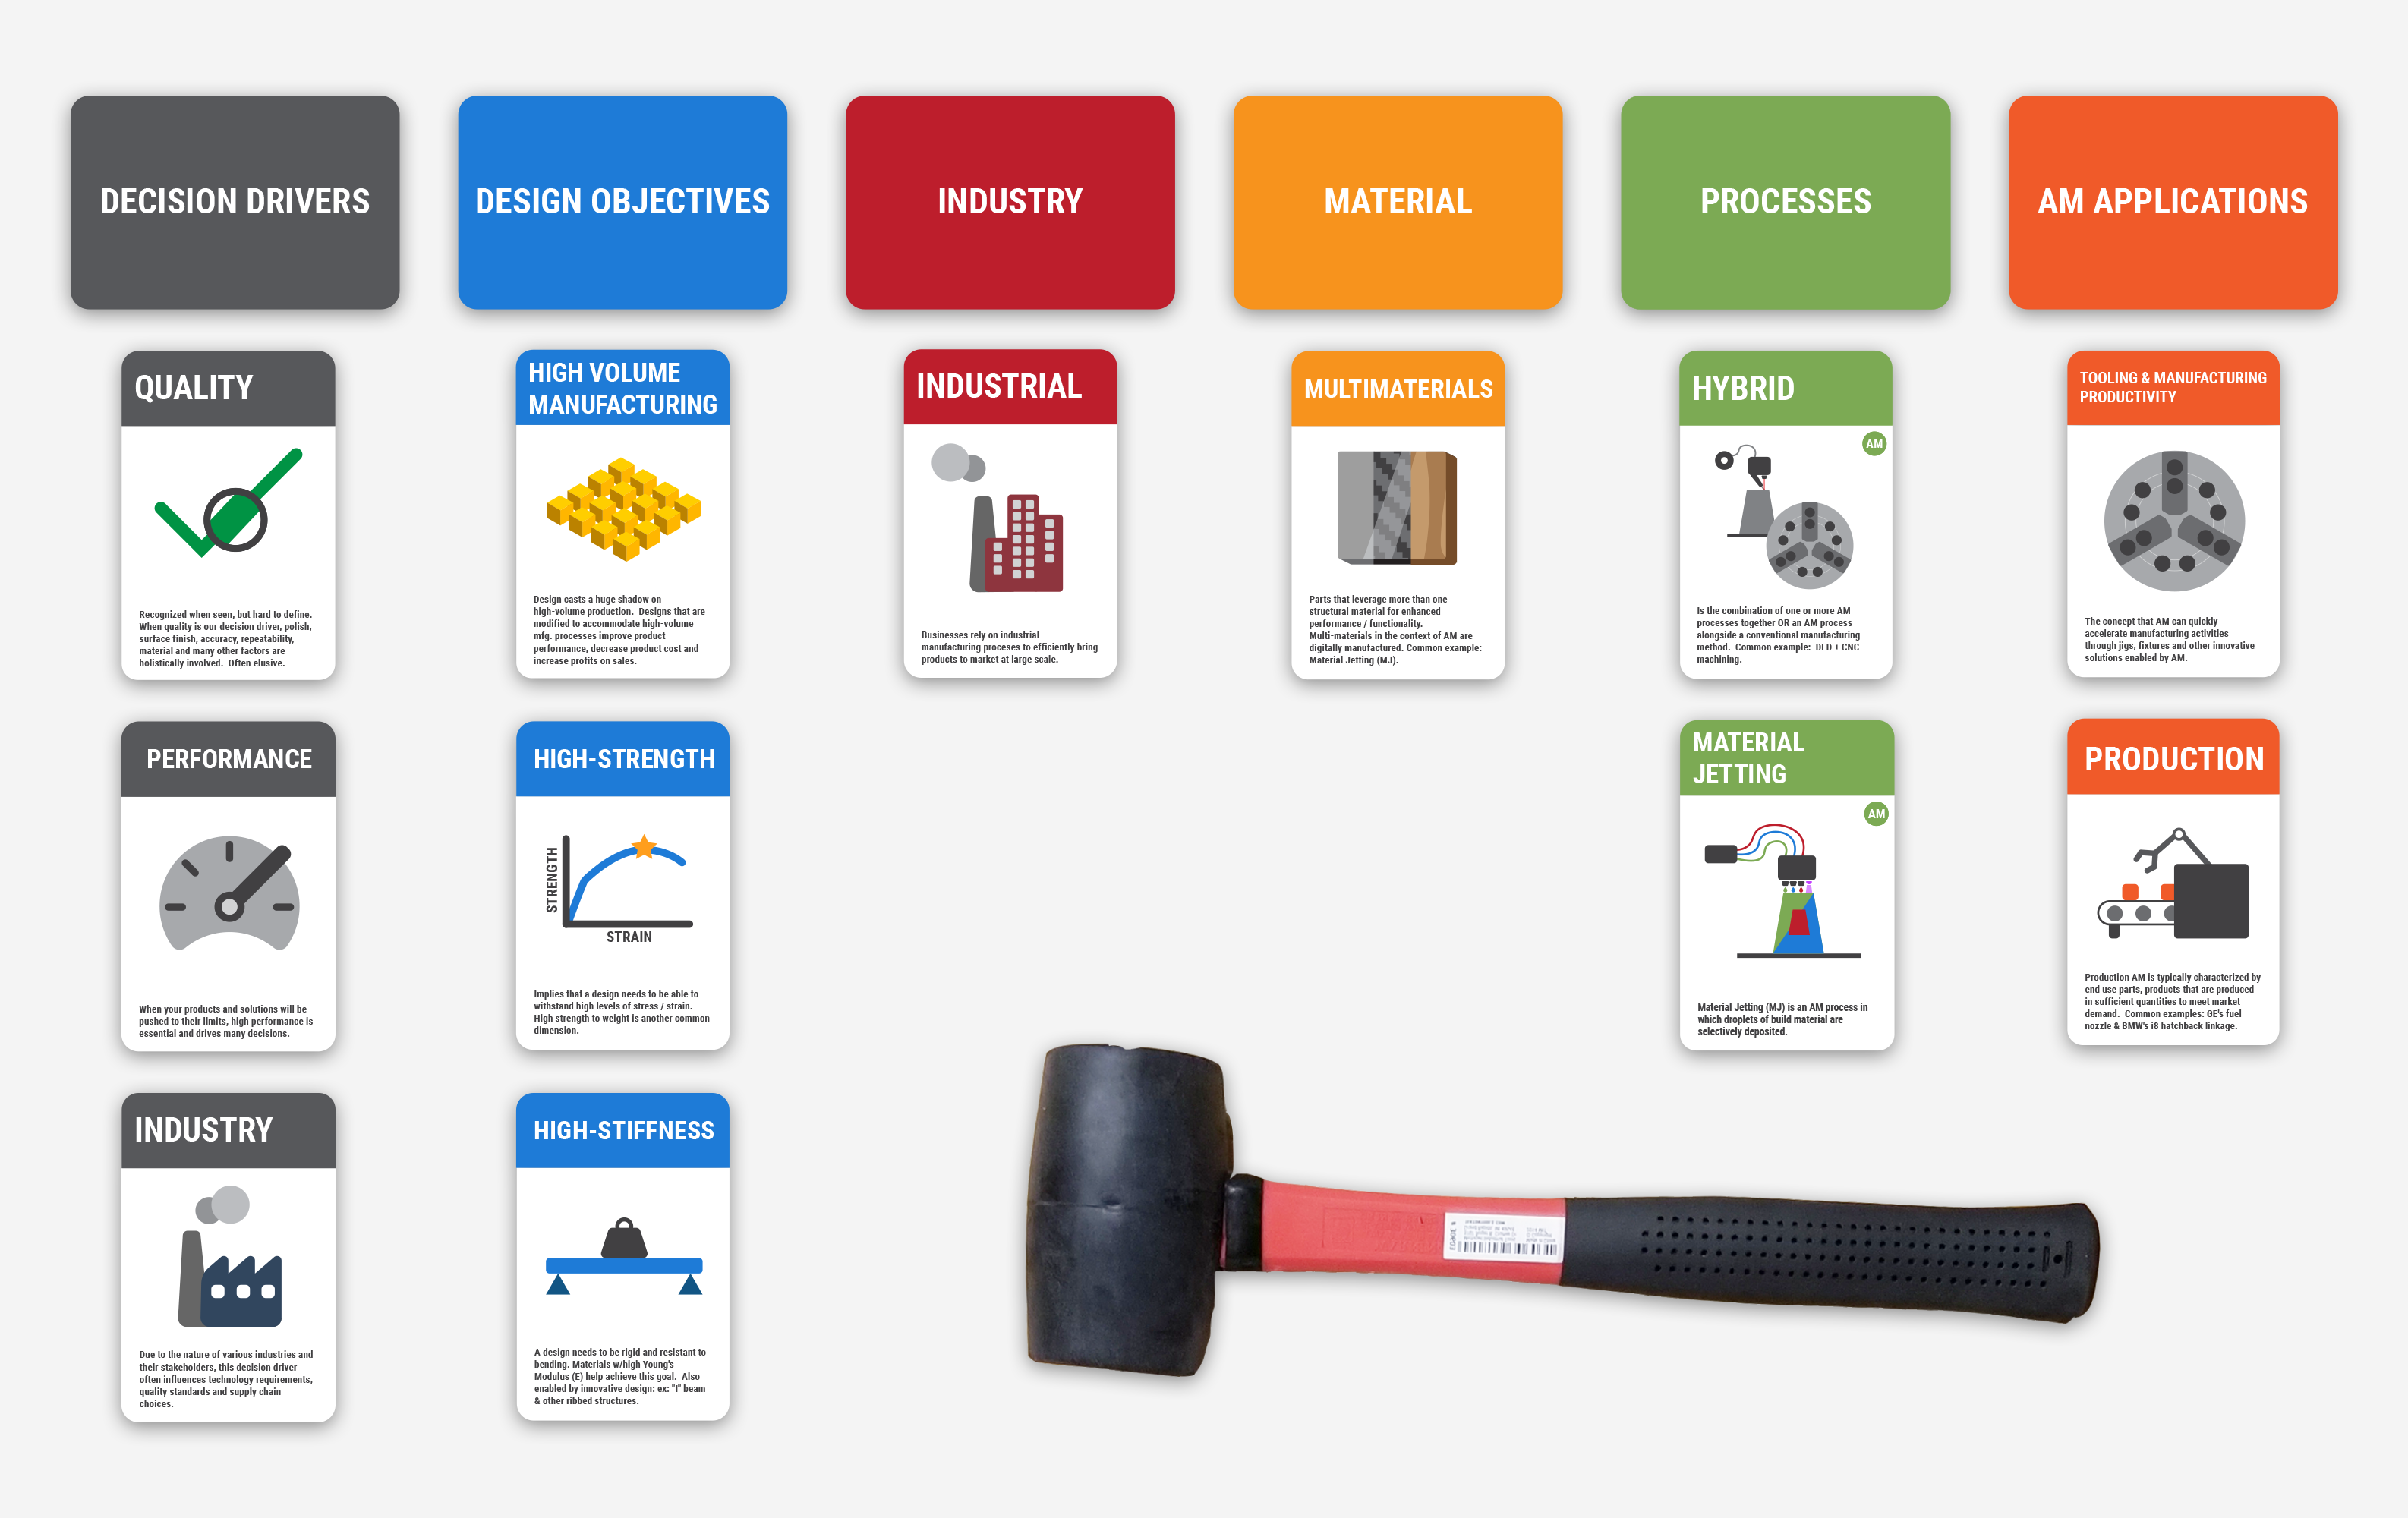 DECISION DRIVERS
DESIGN OBJECTIVES
INDUSTRY
MATERIAL
PROCESSES
AM APPLICATIONS
QUALITY
Recognized when seen, but hard to define.
When quality is our decision driver, polish,
surface finish, accuracy, repeatability,
material and many other factors are
holistically involved.  Often elusive.
HIGH VOLUME
MANUFACTURING
Design casts a huge shadow on
high-volume production.  Designs that are
modified to accommodate high-volume
mfg. processes improve product
performance, decrease product cost and
increase profits on sales.
INDUSTRIAL
Businesses rely on industrial
manufacturing proceses to efficiently bring
products to market at large scale.
MULTIMATERIALS
Parts that leverage more than one
structural material for enhanced
performance / functionality.
Multi-materials in the context of AM are
digitally manufactured. Common example:
Material Jetting (MJ).
HYBRID
AM
Is the combination of one or more AM
processes together OR an AM process
alongside a conventional manufacturing
method.  Common example:  DED + CNC
machining.
TOOLING & MANUFACTURING
PRODUCTIVITY
The concept that AM can quickly
accelerate manufacturing activities
through jigs, fixtures and other innovative
solutions enabled by AM.
PERFORMANCE
When your products and solutions will be
pushed to their limits, high performance is
essential and drives many decisions.
HIGH-STRENGTH
STRENGTH
STRAIN
Implies that a design needs to be able to
withstand high levels of stress / strain.
High strength to weight is another common
dimension.
MATERIAL
JETTING
AM
Material Jetting (MJ) is an AM process in
which droplets of build material are
selectively deposited.
PRODUCTION
Production AM is typically characterized by
end use parts, products that are produced
in sufficient quantities to meet market
demand.  Common examples: GE's fuel
nozzle & BMW's i8 hatchback linkage.
INDUSTRY
Due to the nature of various industries and
their stakeholders, this decision driver
often influences technology requirements,
quality standards and supply chain
choices.
HIGH-STIFFNESS
A design needs to be rigid and resistant to
bending. Materials w/high Young's
Modulus (E) help achieve this goal.  Also
enabled by innovative design: ex: "I" beam
& other ribbed structures.